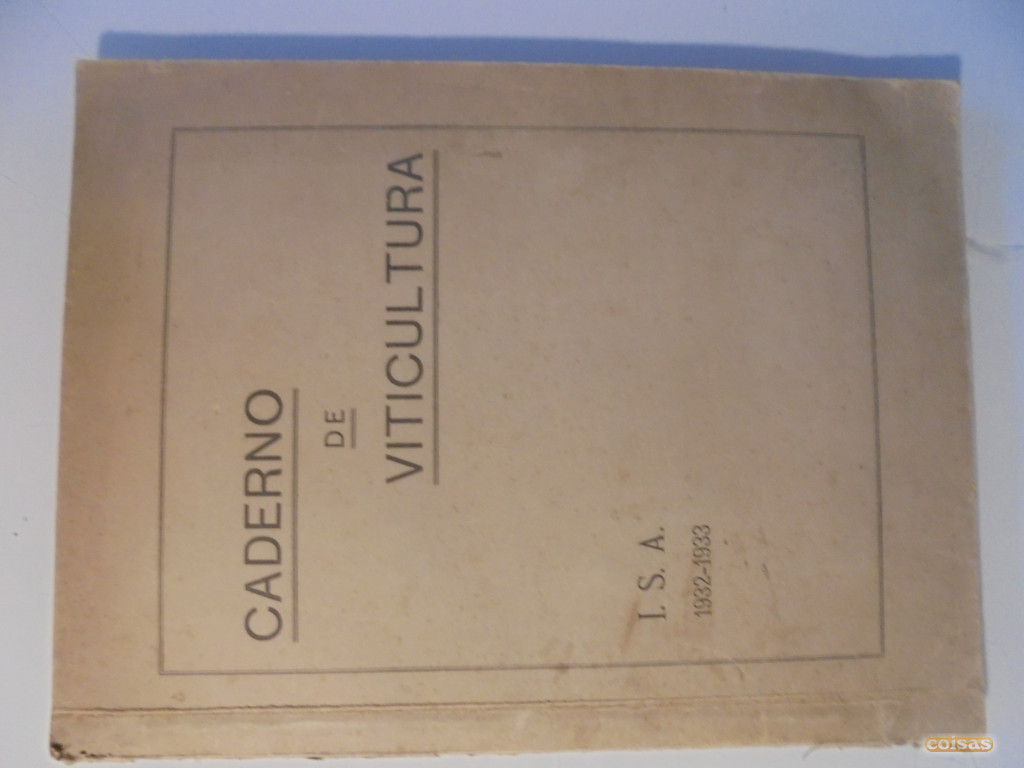 CADERNO
DE
VITICULTURA
I. S. A.
1932-1933
coisas